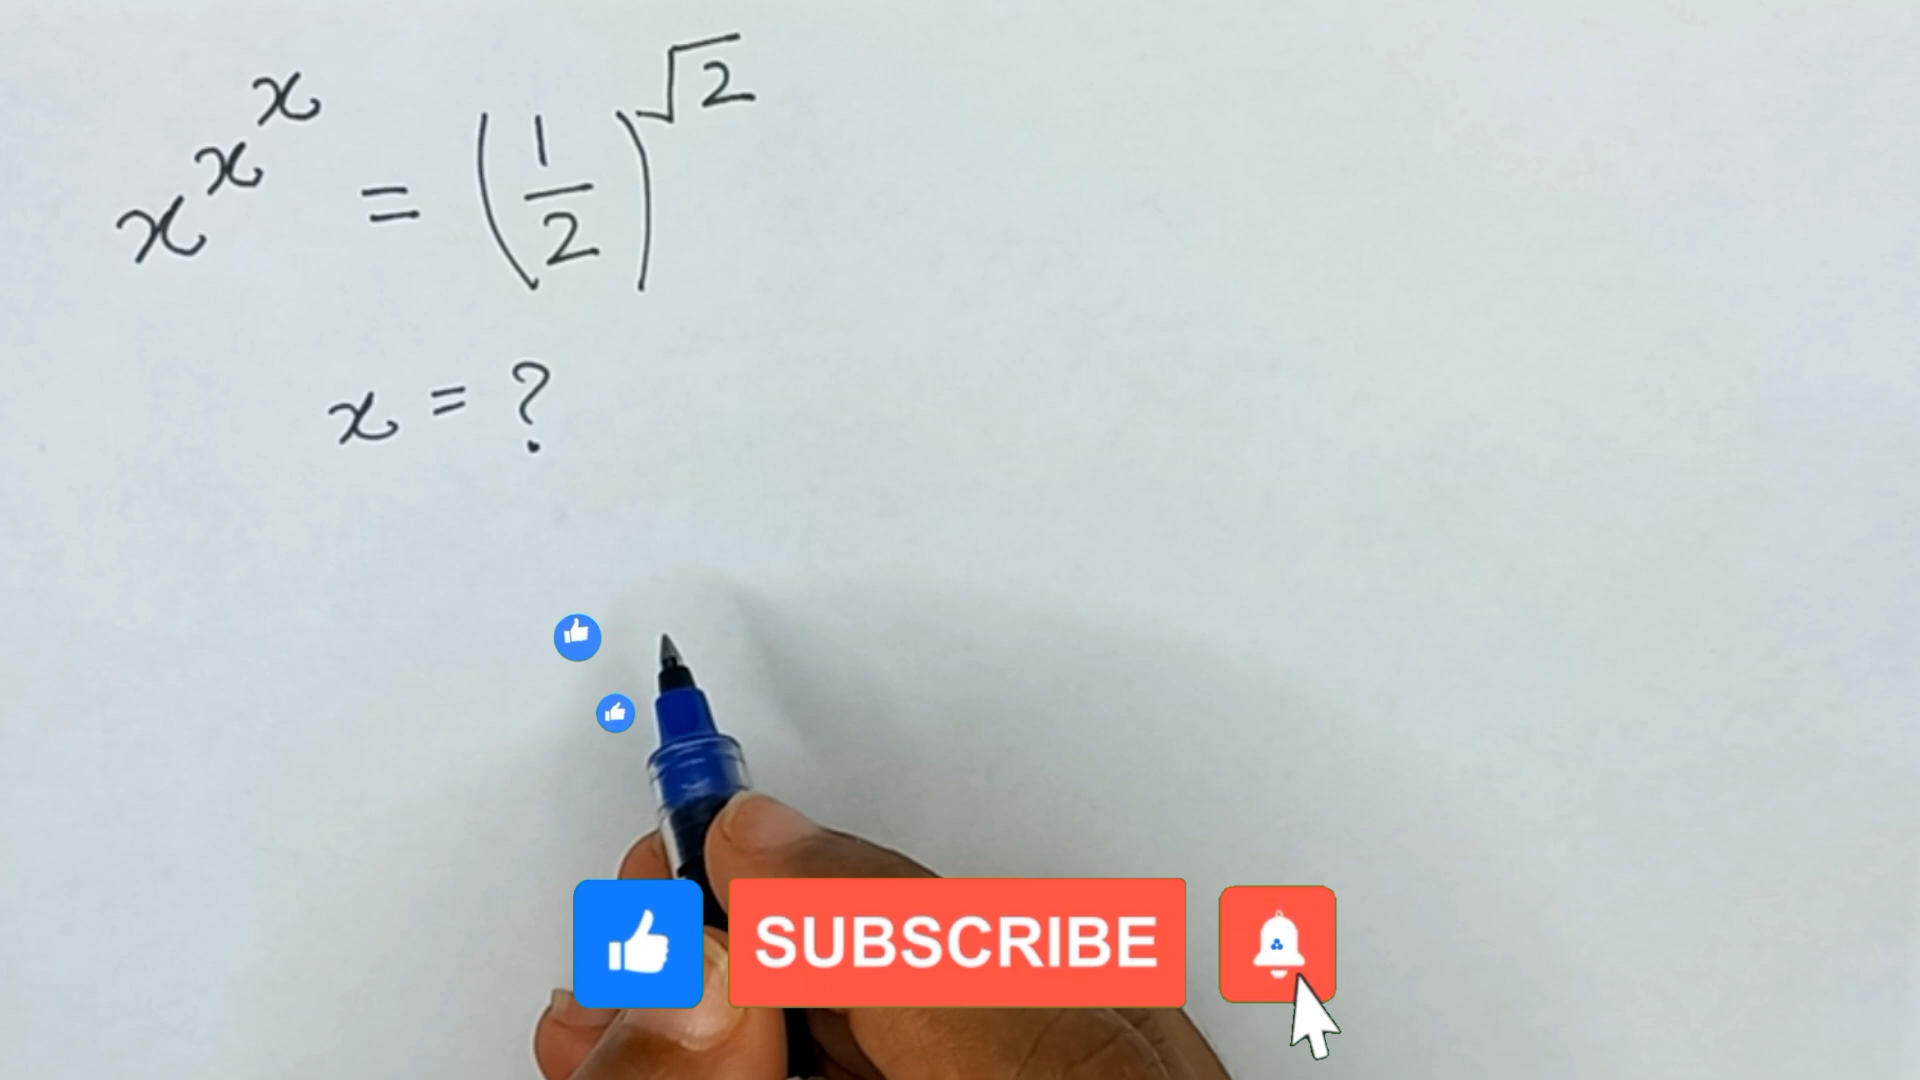 x^x^x = (1/2)^√2
x = ?
SUBSCRIBE